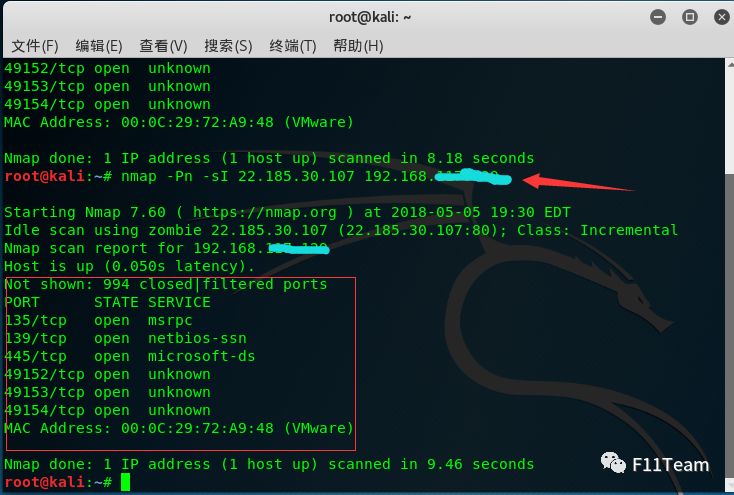 root@kali: ~
文件(F) 编辑(E) 查看(V) 搜索(S) 终端(T) 帮助(H)
49152/tcp open  unknown
49153/tcp open  unknown
49154/tcp open  unknown
MAC Address: 00:0C:29:72:A9:48 (VMware)
Nmap done: 1 IP address (1 host up) scanned in 8.18 seconds
root@kali:~# nmap -Pn -sI 22.185.30.107 192.168.
Starting Nmap 7.60 ( https://nmap.org ) at 2018-05-05 19:30 EDT
Idle scan using zombie 22.185.30.107 (22.185.30.107:80); Class: Incremental
Nmap scan report for 192.168.
Host is up (0.050s latency).
Not shown: 994 closed|filtered ports
PORT      STATE SERVICE
135/tcp   open  msrpc
139/tcp   open  netbios-ssn
445/tcp   open  microsoft-ds
49152/tcp open  unknown
49153/tcp open  unknown
49154/tcp open  unknown
MAC Address: 00:0C:29:72:A9:48 (VMware)
Nmap done: 1 IP address (1 host up) scanned in 9.46 seconds
root@kali:~#
F11Team